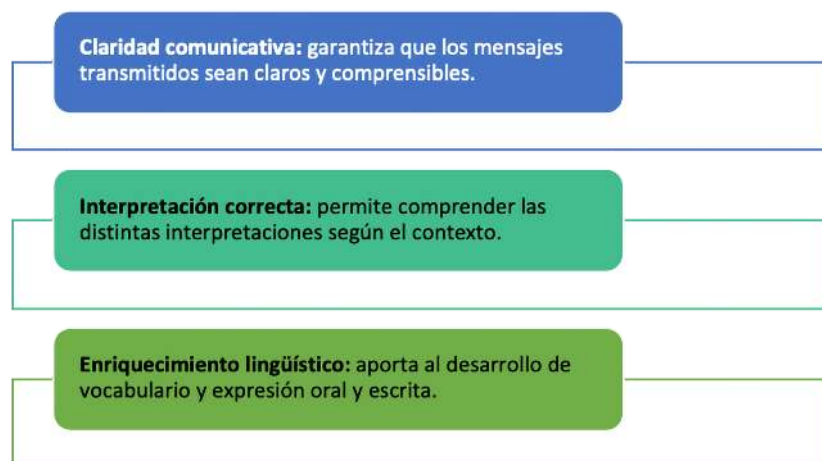 Claridad comunicativa: garantiza que los mensajes
transmitidos sean claros y comprensibles.
Interpretación correcta: permite comprender las
distintas interpretaciones según el contexto.
Enriquecimiento lingüístico: aporta al desarrollo de
vocabulario y expresión oral y escrita.